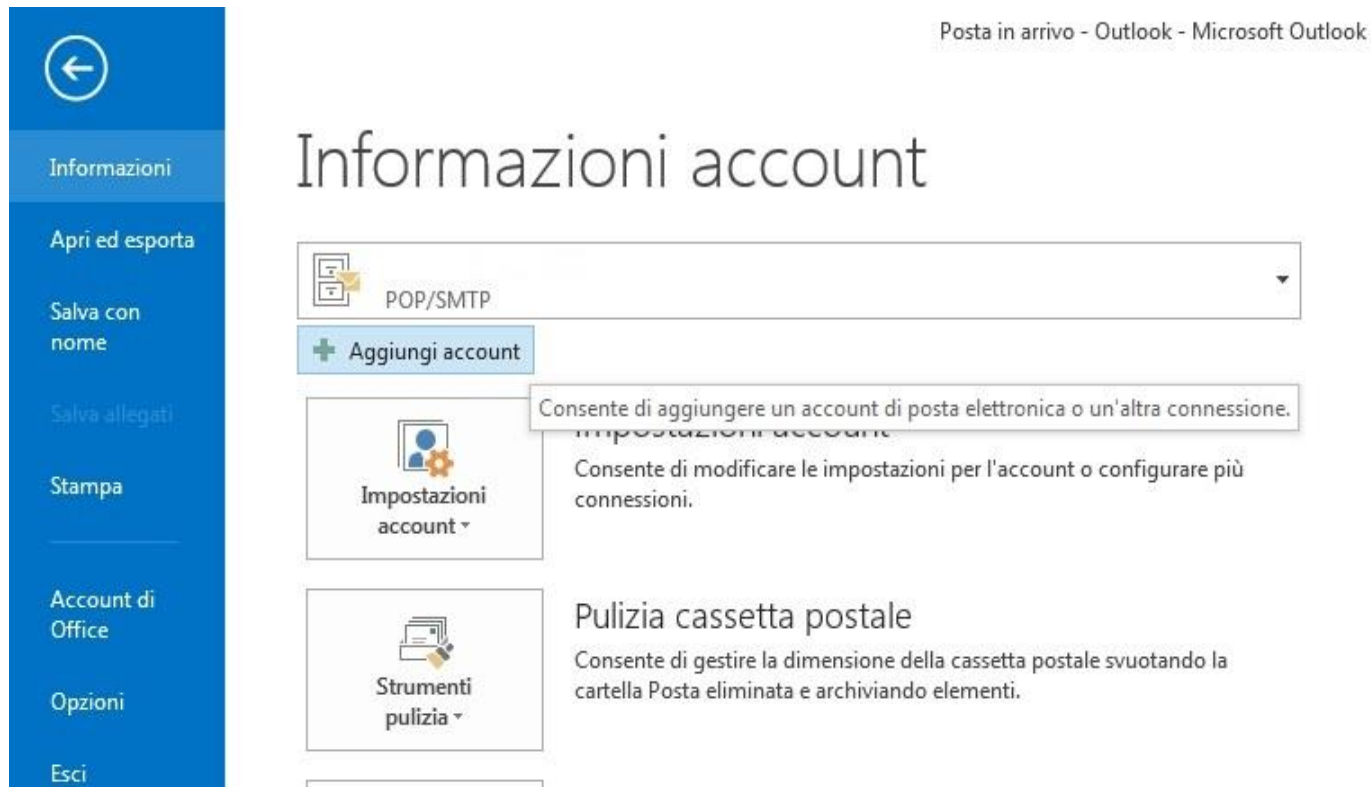 Posta in arrivo - Outlook - Microsoft Outlook
Informazioni
Apri ed esporta
Salva con
nome
Salva allegati
Stampa
Account di
Office
Opzioni
Esci
Informazioni account
POP/SMTP
Aggiungi account
Consente di aggiungere un account di posta elettronica o un'altra connessione.
Impostazioni
account
Impostazioni account
Consente di modificare le impostazioni per l'account o configurare più
connessioni.
Strumenti
pulizia
Pulizia cassetta postale
Consente di gestire la dimensione della cassetta postale svuotando la
cartella Posta eliminata e archiviando elementi.